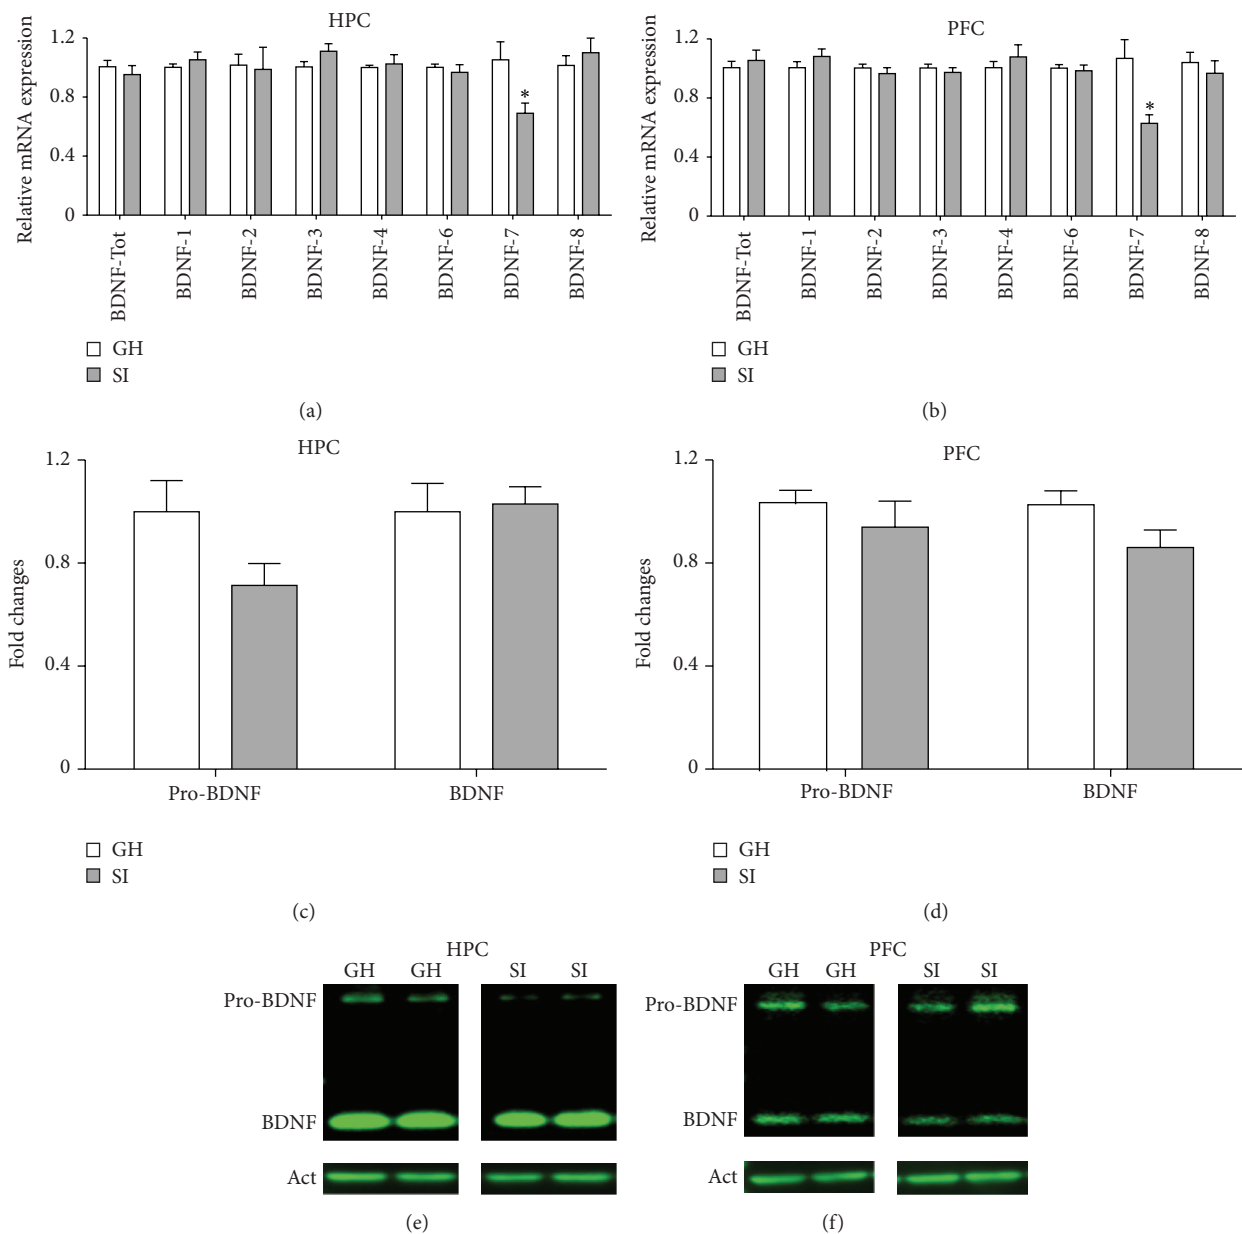 HPC
Relative mRNA expression
1.2
0.8
0.4
0
*
BDNF-Tot
BDNF-1
BDNF-2
BDNF-3
BDNF-4
BDNF-6
BDNF-7
BDNF-8
GH
SI
(a)
PFC
Relative mRNA expression
1.2
0.8
0.4
0
*
BDNF-Tot
BDNF-1
BDNF-2
BDNF-3
BDNF-4
BDNF-6
BDNF-7
BDNF-8
GH
SI
(b)
HPC
Fold changes
1.2
0.8
0.4
0
Pro-BDNF BDNF
GH
SI
(c)
PFC
Fold changes
1.2
0.8
0.4
0
Pro-BDNF BDNF
GH
SI
(d)
HPC
GH GH SI SI
Pro-BDNF
BDNF
Act
(e)
PFC
GH GH SI SI
Pro-BDNF
BDNF
Act
(f)